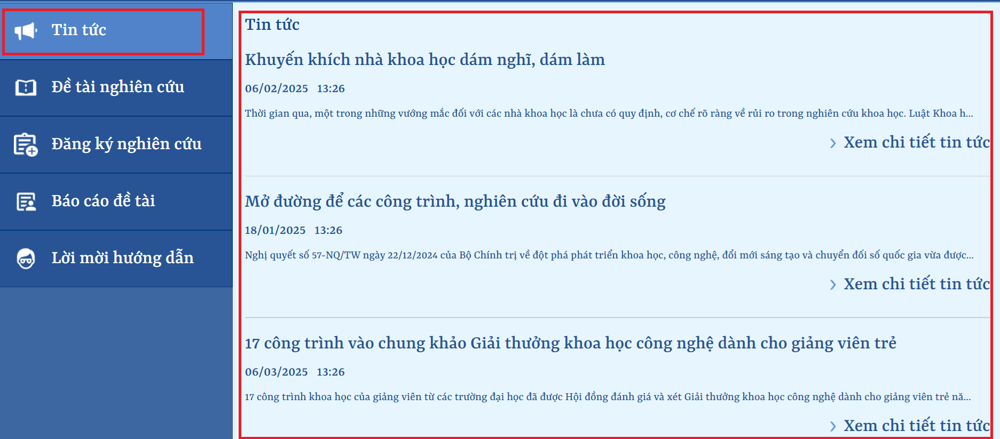 Tin tức
Đề tài nghiên cứu
Đăng ký nghiên cứu
Báo cáo đề tài
Lời mời hướng dẫn
Tin tức
Khuyến khích nhà khoa học dám nghĩ, dám làm
06/02/2025 13:26
Thời gian qua, một trong những vướng mắc đối với các nhà khoa học là chưa có quy định, cơ chế rõ ràng về rủi ro trong nghiên cứu khoa học. Luật Khoa h...
Xem chi tiết tin tức
Mở đường để các công trình, nghiên cứu đi vào đời sống
18/01/2025 13:26
Nghị quyết số 57-NQ/TW ngày 22/12/2024 của Bộ Chính trị về đột phá phát triển khoa học, công nghệ, đổi mới sáng tạo và chuyển đối số quốc gia vừa được...
Xem chi tiết tin tức
17 công trình vào chung khảo Giải thưởng khoa học công nghệ dành cho giảng viên trẻ
06/03/2025 13:26
17 công trình khoa học của giảng viên từ các trường đại học đã được Hội đồng đánh giá và xét Giải thưởng khoa học công nghệ dành cho giảng viên trẻ nă...
Xem chi tiết tin tức